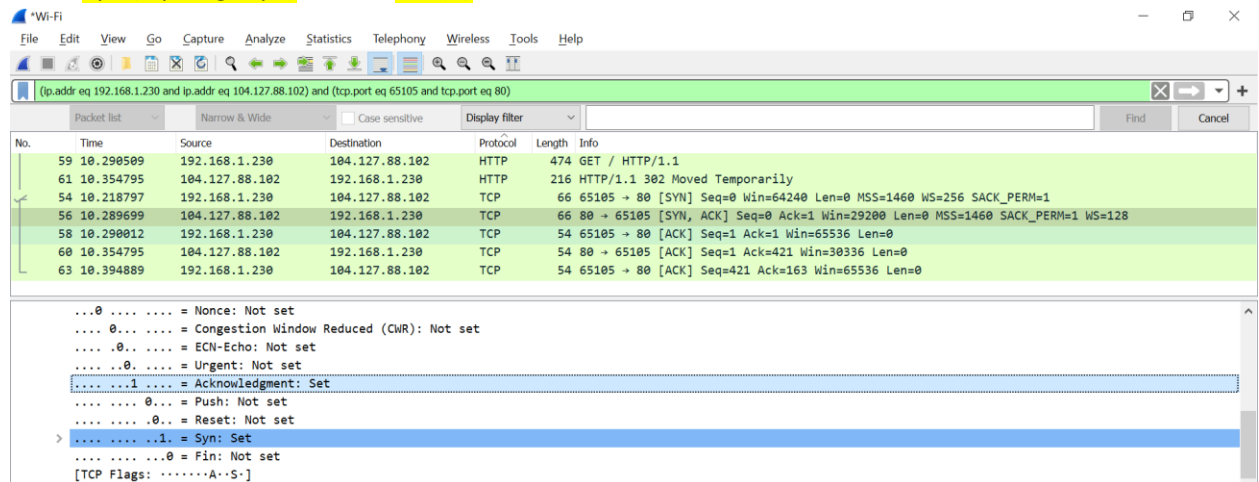 *Wi-Fi
File Edit View Go Capture Analyze Statistics Telephony Wireless Tools Help
(ip.addr eq 192.168.1.230 and ip.addr eq 104.127.88.102) and (tcp.port eq 65105 and tcp.port eq 80)
Packet list Narrow & Wide Case sensitive Display filter Find Cancel
No. Time Source Destination Protocol Length Info
59 10.290509 192.168.1.230 104.127.88.102 HTTP 474 GET / HTTP/1.1
61 10.354795 104.127.88.102 192.168.1.230 HTTP 216 HTTP/1.1 302 Moved Temporarily
54 10.218797 192.168.1.230 104.127.88.102 TCP 66 65105 → 80 [SYN] Seq=0 Win=64240 Len=0 MSS=1460 WS=256 SACK_PERM=1
56 10.289699 104.127.88.102 192.168.1.230 TCP 66 80 → 65105 [SYN, ACK] Seq=0 Ack=1 Win=29200 Len=0 MSS=1460 SACK_PERM=1 WS=128
58 10.290012 192.168.1.230 104.127.88.102 TCP 54 65105 → 80 [ACK] Seq=1 Ack=1 Win=65536 Len=0
60 10.354795 104.127.88.102 192.168.1.230 TCP 54 80 → 65105 [ACK] Seq=1 Ack=421 Win=30336 Len=0
63 10.394889 192.168.1.230 104.127.88.102 TCP 54 65105 → 80 [ACK] Seq=421 Ack=163 Win=65536 Len=0
...0 .... .... = Nonce: Not set
.... 0... .... = Congestion Window Reduced (CWR): Not set
.... .0.. .... = ECN-Echo: Not set
.... ..0. .... = Urgent: Not set
.... ...1 .... = Acknowledgment: Set
.... .... 0... = Push: Not set
.... .... .0.. = Reset: Not set
.... .... ..1. = Syn: Set
.... .... ...0 = Fin: Not set
[TCP Flags: ·······A··S·]